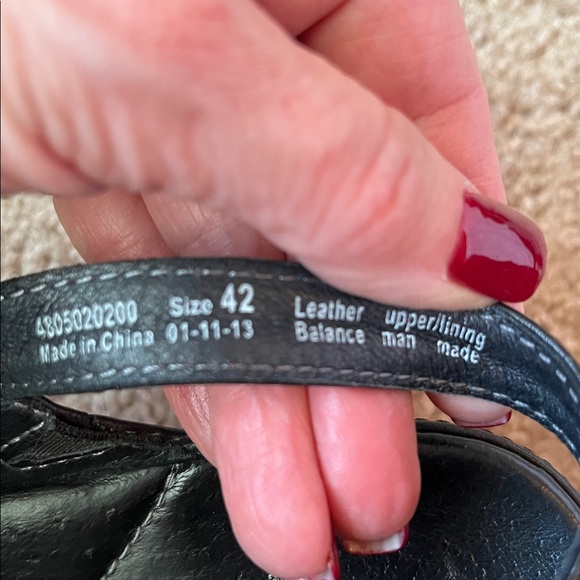 4805020200 Size 42 Leather upper/lining
Made in China 01-11-13 Balance man made